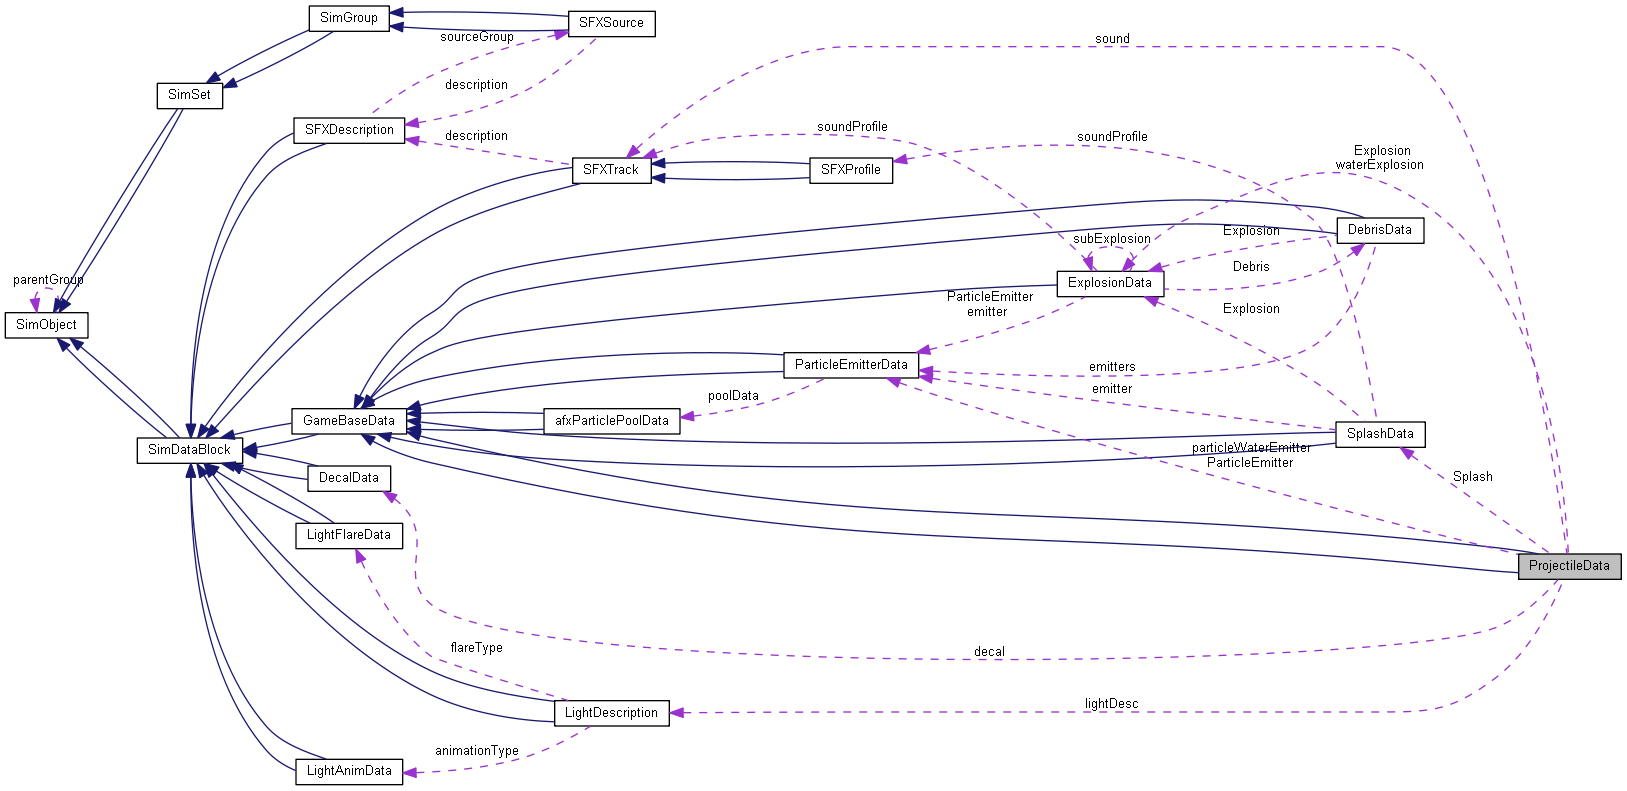 SimGroup
SFXSource
sourceGroup
sound
description
SimSet
SFXDescription
description
soundProfile
soundProfile
Explosion
waterExplosion
SFXTrack
SFXProfile
DebrisData
Explosion
subExplosion
Debris
parentGroup
ExplosionData
ParticleEmitter
emitter
Explosion
SimObject
ParticleEmitterData
emitters
emitter
poolData
GameBaseData
afxParticlePoolData
SplashData
SimDataBlock
particleWaterEmitter
ParticleEmitter
DecalData
Splash
LightFlareData
ProjectileData
flareType
decal
lightDesc
LightDescription
animationType
LightAnimData